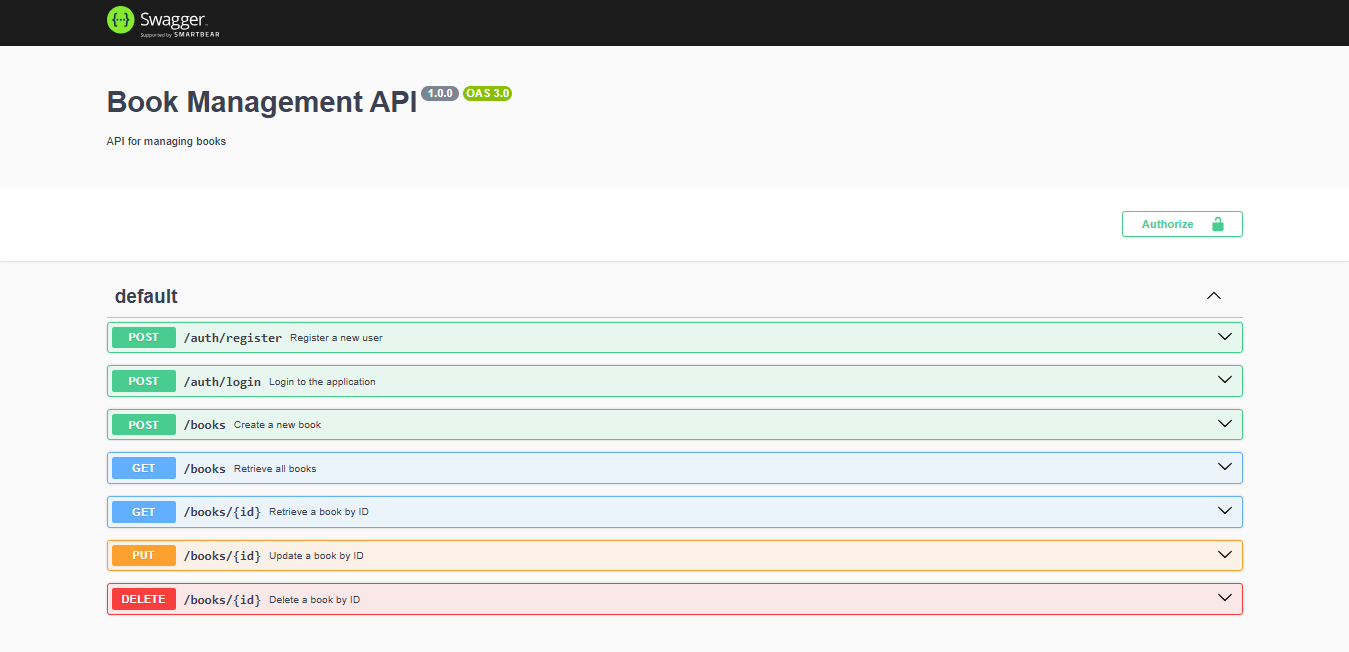 Swagger
Supported by SMARTBEAR
Book Management API 1.0.0 OAS 3.0
API for managing books
Authorize
default
POST /auth/register Register a new user
POST /auth/login Login to the application
POST /books Create a new book
GET /books Retrieve all books
GET /books/{id} Retrieve a book by ID
PUT /books/{id} Update a book by ID
DELETE /books/{id} Delete a book by ID